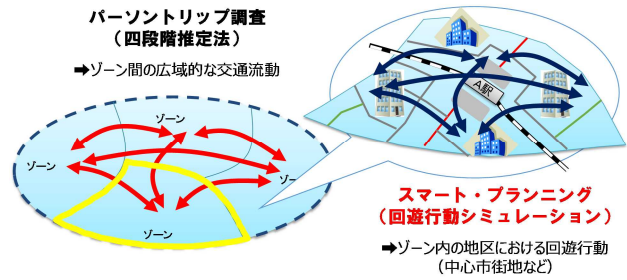 パーソントリップ調査
（四段階推定法）
➡ゾーン間の広域的な交通流動
ゾーン
ゾーン
ゾーン
ゾーン
A駅
スマート・プランニング
（回遊行動シミュレーション）
➡ゾーン内の地区における回遊行動
（中心市街地など）